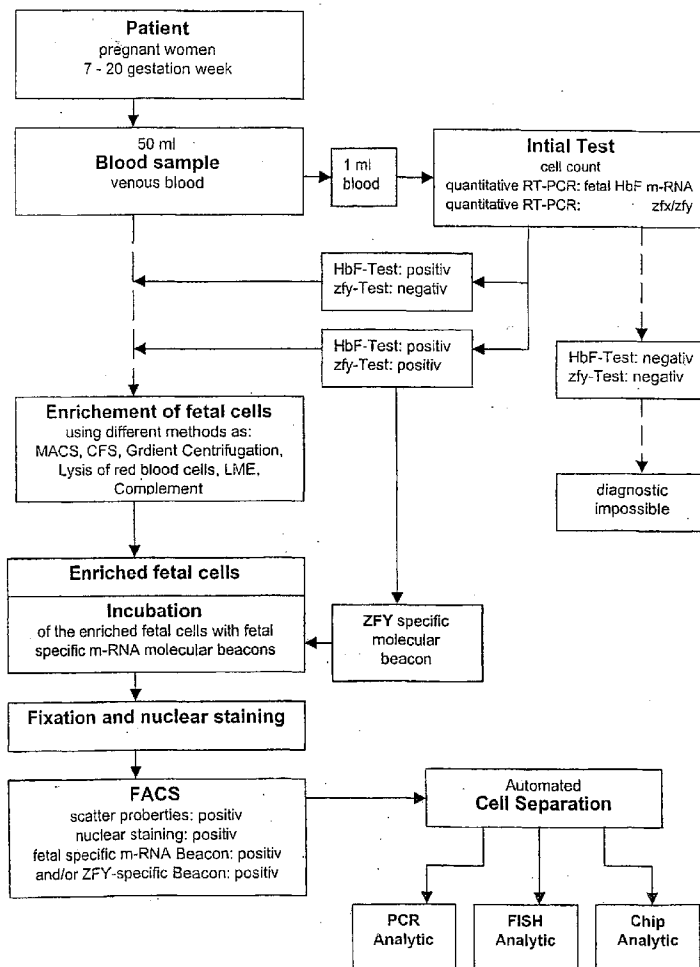 Patient
pregnant women
7 - 20 gestation week
50 ml
Blood sample
venous blood
1 ml
blood
Intial Test
cell count
quantitative RT-PCR: fetal HbF m-RNA
quantitative RT-PCR: zfx/zfy
HbF-Test: positiv
zfy-Test: negativ
HbF-Test: positiv
zfy-Test: positiv
HbF-Test: negativ
zfy-Test: negativ
Enrichement of fetal cells
using different methods as:
MACS, CFS, Grdient Centrifugation,
Lysis of red blood cells, LME,
Complement
diagnostic
impossible
Enriched fetal cells
Incubation
of the enriched fetal cells with fetal
specific m-RNA molecular beacons
ZFY specific
molecular
beacon
Fixation and nuclear staining
FACS
scatter proberties: positiv
nuclear staining: positiv
fetal specific m-RNA Beacon: positiv
and/or ZFY-specific Beacon: positiv
Automated
Cell Separation
PCR
Analytic
FISH
Analytic
Chip
Analytic